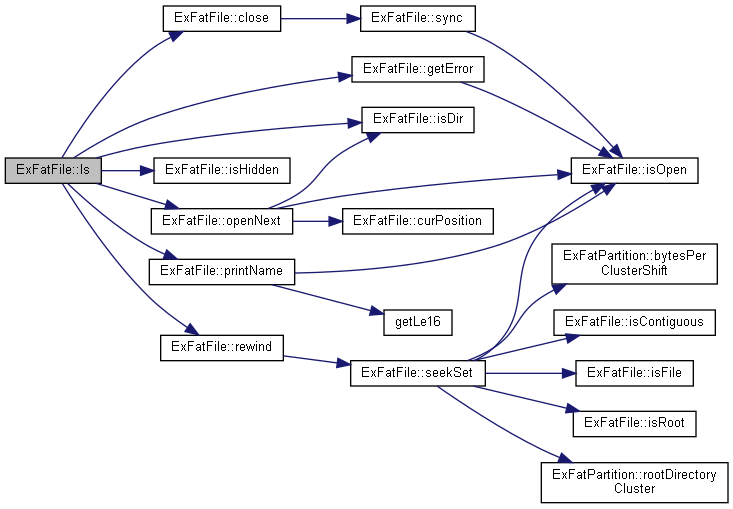 ExFatFile::close
ExFatFile::sync
ExFatFile::getError
ExFatFile::isDir
ExFatFile::ls
ExFatFile::isHidden
ExFatFile::isOpen
ExFatFile::openNext
ExFatFile::curPosition
ExFatPartition::bytesPer
ClusterShift
ExFatFile::printName
getLe16
ExFatFile::isContiguous
ExFatFile::rewind
ExFatFile::seekSet
ExFatFile::isFile
ExFatFile::isRoot
ExFatPartition::rootDirectory
Cluster